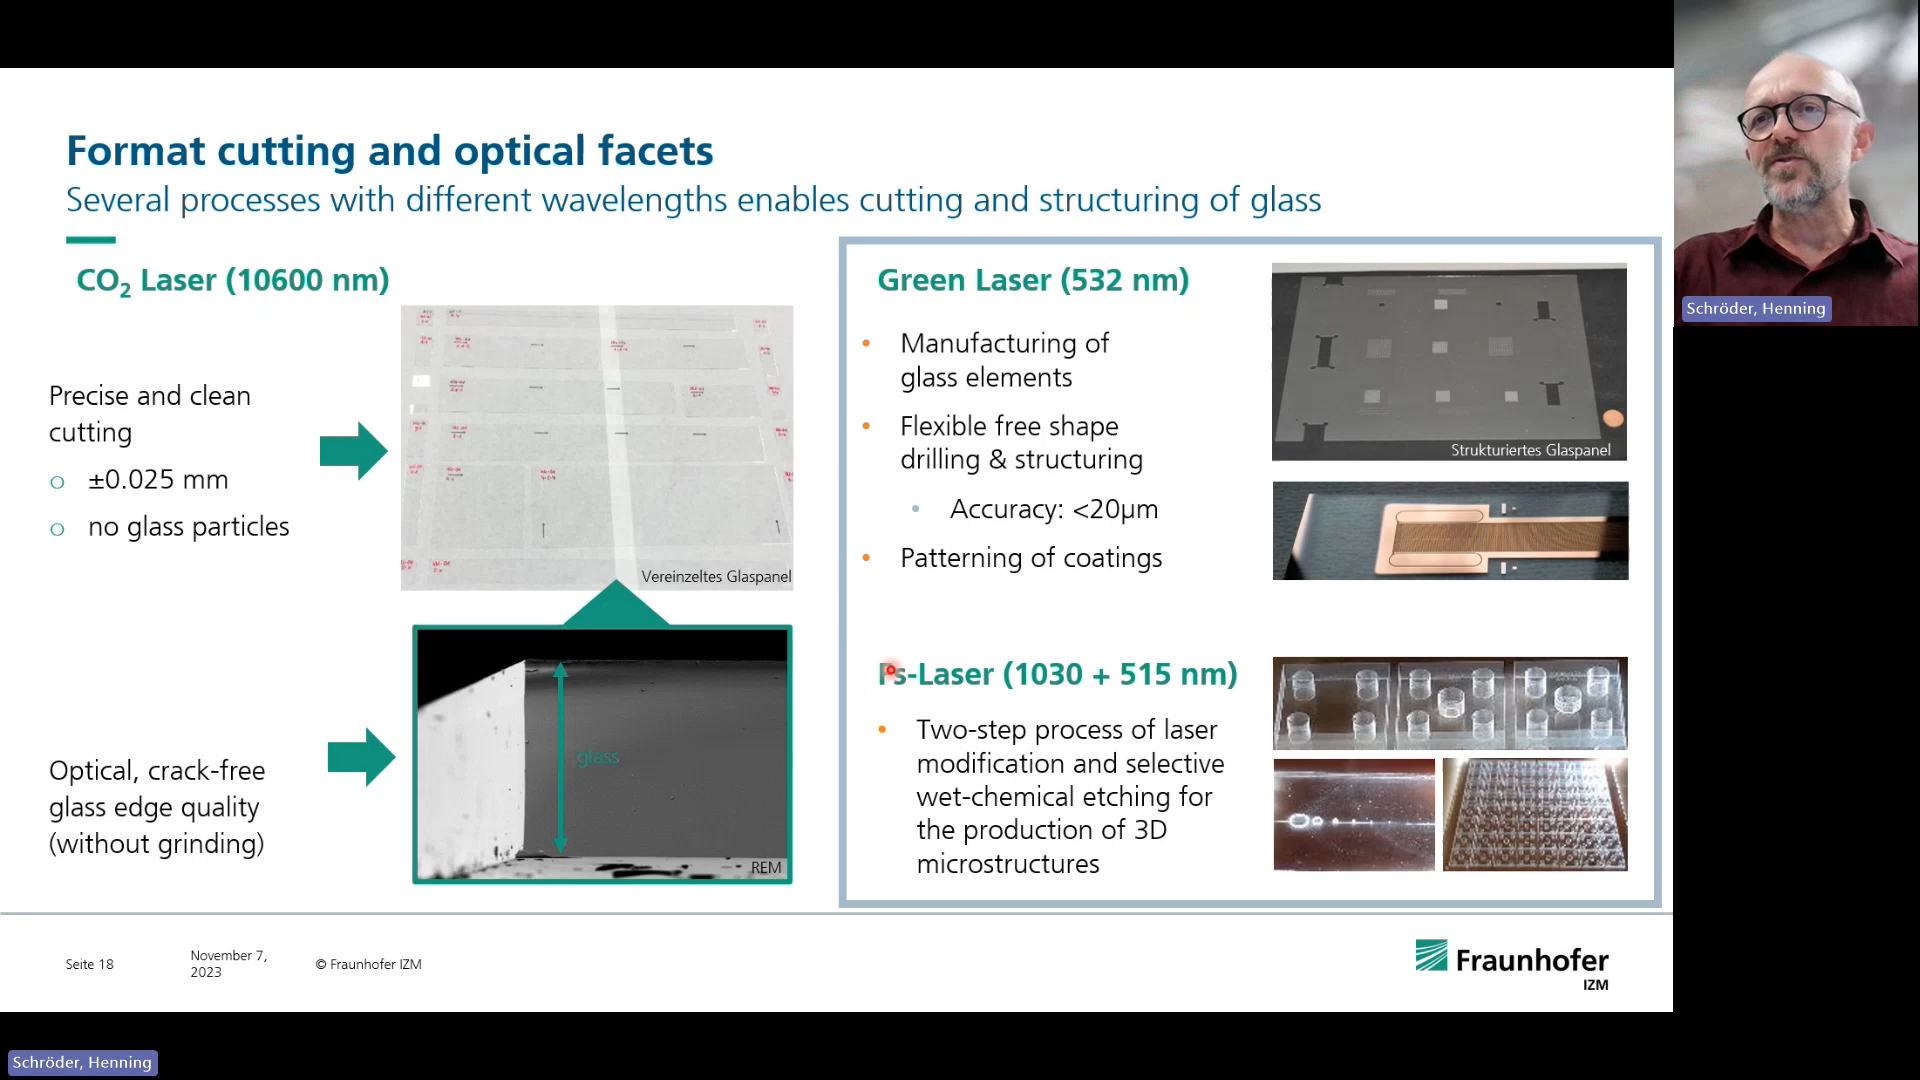 Format cutting and optical facets
Several processes with different wavelengths enables cutting and structuring of glass
CO2 Laser (10600 nm)
Precise and clean
cutting
o ±0.025 mm
o no glass particles
Vereinzeltes Glaspanel
Optical, crack-free
glass edge quality
(without grinding)
glass
REM
Green Laser (532 nm)
• Manufacturing of
glass elements
• Flexible free shape
drilling & structuring
• Accuracy: <20µm
• Patterning of coatings
Strukturiertes Glaspanel
Fs-Laser (1030 + 515 nm)
• Two-step process of laser
modification and selective
wet-chemical etching for
the production of 3D
microstructures
Seite 18
November 7,
2023
© Fraunhofer IZM
Fraunhofer
IZM
Schröder, Henning
Schröder, Henning